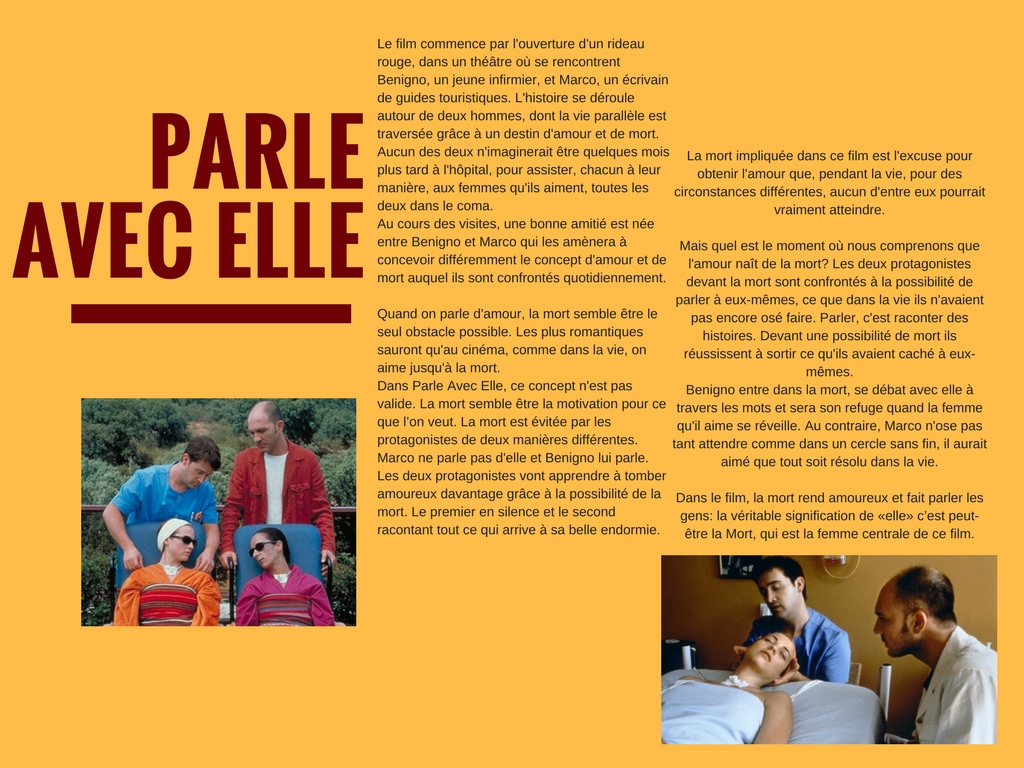 PARLE
AVEC ELLE
Le film commence par l'ouverture d'un rideau
rouge, dans un théâtre où se rencontrent
Benigno, un jeune infirmier, et Marco, un écrivain
de guides touristiques. L'histoire se déroule
autour de deux hommes, dont la vie parallèle est
traversée grâce à un destin d'amour et de mort.
Aucun des deux n'imaginerait être quelques mois
plus tard à l'hôpital, pour assister, chacun à leur
manière, aux femmes qu'ils aiment, toutes les
deux dans le coma.
Au cours des visites, une bonne amitié est née
entre Benigno et Marco qui les amènera à
concevoir différemment le concept d'amour et de
mort auquel ils sont confrontés quotidiennement.
Quand on parle d'amour, la mort semble être le
seul obstacle possible. Les plus romantiques
sauront qu'au cinéma, comme dans la vie, on
aime jusqu'à la mort.
Dans Parle Avec Elle, ce concept n'est pas
valide. La mort semble être la motivation pour ce
que l’on veut. La mort est évitée par les
protagonistes de deux manières différentes.
Marco ne parle pas d'elle et Benigno lui parle.
Les deux protagonistes vont apprendre à tomber
amoureux davantage grâce à la possibilité de la
mort. Le premier en silence et le second
racontant tout ce qui arrive à sa belle endormie.
La mort impliquée dans ce film est l'excuse pour
obtenir l'amour que, pendant la vie, pour des
circonstances différentes, aucun d'entre eux pourrait
vraiment atteindre.
Mais quel est le moment où nous comprenons que
l'amour naît de la mort? Les deux protagonistes
devant la mort sont confrontés à la possibilité de
parler à eux-mêmes, ce que dans la vie ils n'avaient
pas encore osé faire. Parler, c'est raconter des
histoires. Devant une possibilité de mort ils
réussissent à sortir ce qu'ils avaient caché à eux-
mêmes.
Benigno entre dans la mort, se débat avec elle à
travers les mots et sera son refuge quand la femme
qu'il aime se réveille. Au contraire, Marco n'ose pas
tant attendre comme dans un cercle sans fin, il aurait
aimé que tout soit résolu dans la vie.
Dans le film, la mort rend amoureux et fait parler les
gens: la véritable signification de «elle» c’est peut-
être la Mort, qui est la femme centrale de ce film.